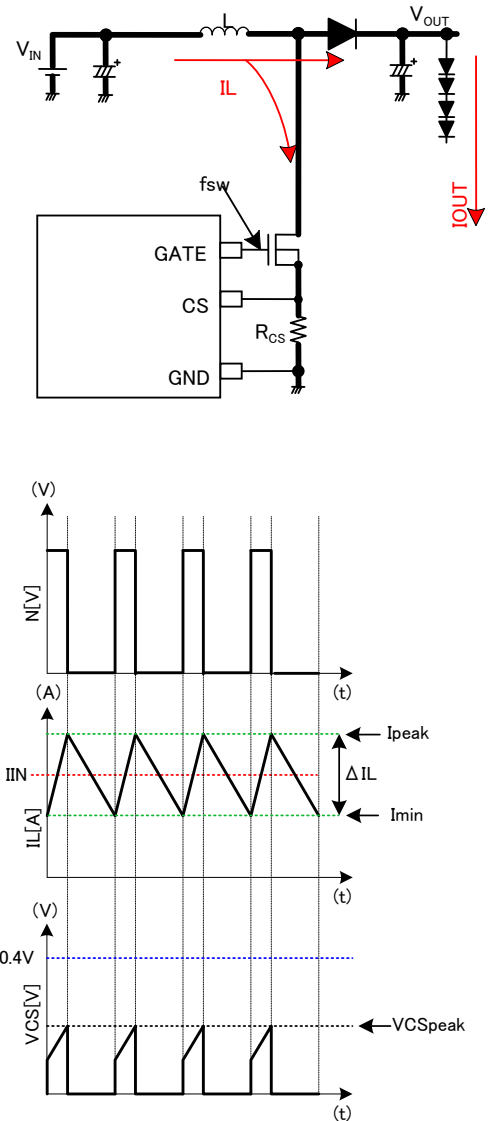 L
VOUT
VIN
+
+
IL
fsw
IOUT
GATE
CS
RCS
GND
(V)
N[V]
(t)
(A)
Ipeak
IIN
ΔIL
IL[A]
Imin
(t)
(V)
0.4V
VCS[V]
VCSpeak
(t)